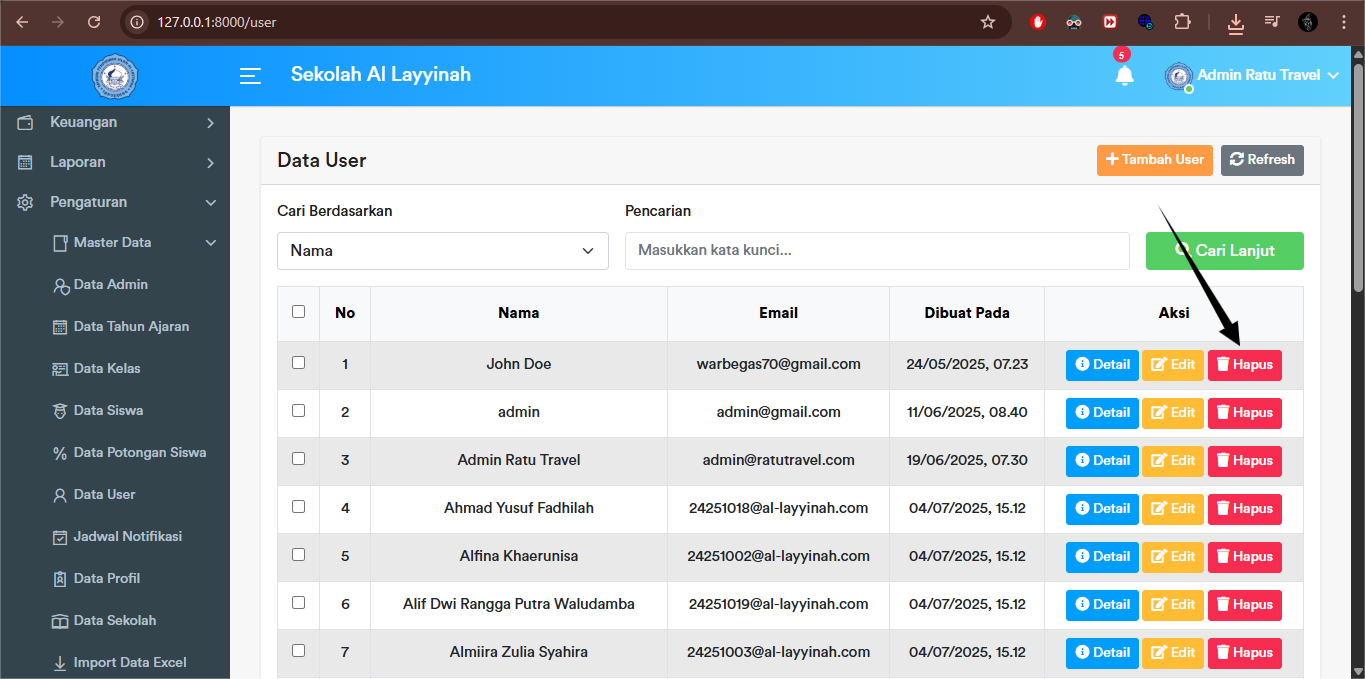 127.0.0.1:8000/user
Sekolah Al Layyinah
5
Admin Ratu Travel
Keuangan
Laporan
Pengaturan
Master Data
Data Admin
Data Tahun Ajaran
Data Kelas
Data Siswa
Data Potongan Siswa
Data User
Jadwal Notifikasi
Data Profil
Data Sekolah
Import Data Excel
Data User
Tambah User
Refresh
Cari Berdasarkan
Pencarian
Nama
Masukkan kata kunci...
Cari Lanjut
No Nama Email Dibuat Pada Aksi
1 John Doe warbegas70@gmail.com 24/05/2025, 07.23 Detail Edit Hapus
2 admin admin@gmail.com 11/06/2025, 08.40 Detail Edit Hapus
3 Admin Ratu Travel admin@ratutravel.com 19/06/2025, 07.30 Detail Edit Hapus
4 Ahmad Yusuf Fadhilah 24251018@al-layyinah.com 04/07/2025, 15.12 Detail Edit Hapus
5 Alfina Khaerunisa 24251002@al-layyinah.com 04/07/2025, 15.12 Detail Edit Hapus
6 Alif Dwi Rangga Putra Waludamba 24251019@al-layyinah.com 04/07/2025, 15.12 Detail Edit Hapus
7 Almiira Zulia Syahira 24251003@al-layyinah.com 04/07/2025, 15.12 Detail Edit Hapus